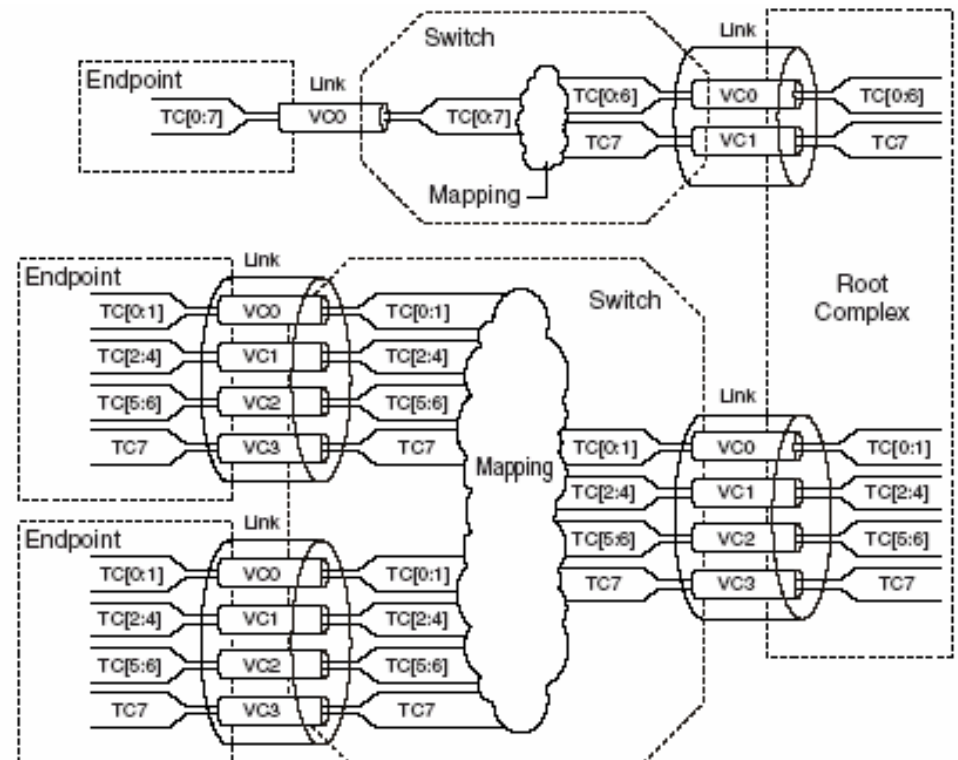 Switch
Link
Endpoint
Link
TC[0:7]
VC0
TC[0:7]
TC[0:6]
VC0
TC[0:6]
TC7
VC1
TC7
Mapping
Endpoint
Link
Switch
Root
Complex
TC[0:1]
VC0
TC[0:1]
TC[2:4]
VC1
TC[2:4]
TC[5:6]
VC2
TC[5:6]
TC7
VC3
TC7
Mapping
Link
TC[0:1]
VC0
TC[0:1]
TC[2:4]
VC1
TC[2:4]
TC[5:6]
VC2
TC[5:6]
TC7
VC3
TC7
Endpoint
Link
TC[0:1]
VC0
TC[0:1]
TC[2:4]
VC1
TC[2:4]
TC[5:6]
VC2
TC[5:6]
TC7
VC3
TC7